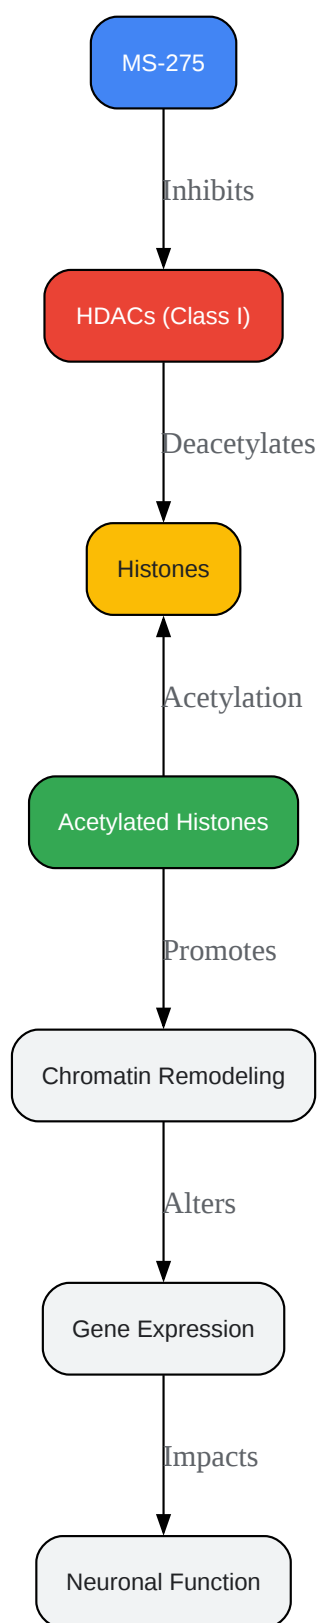 MS-275
Inhibits
HDACs (Class I)
Deacetylates
Histones
Acetylation
Acetylated Histones
Promotes
Chromatin Remodeling
Alters
Gene Expression
Impacts
Neuronal Function